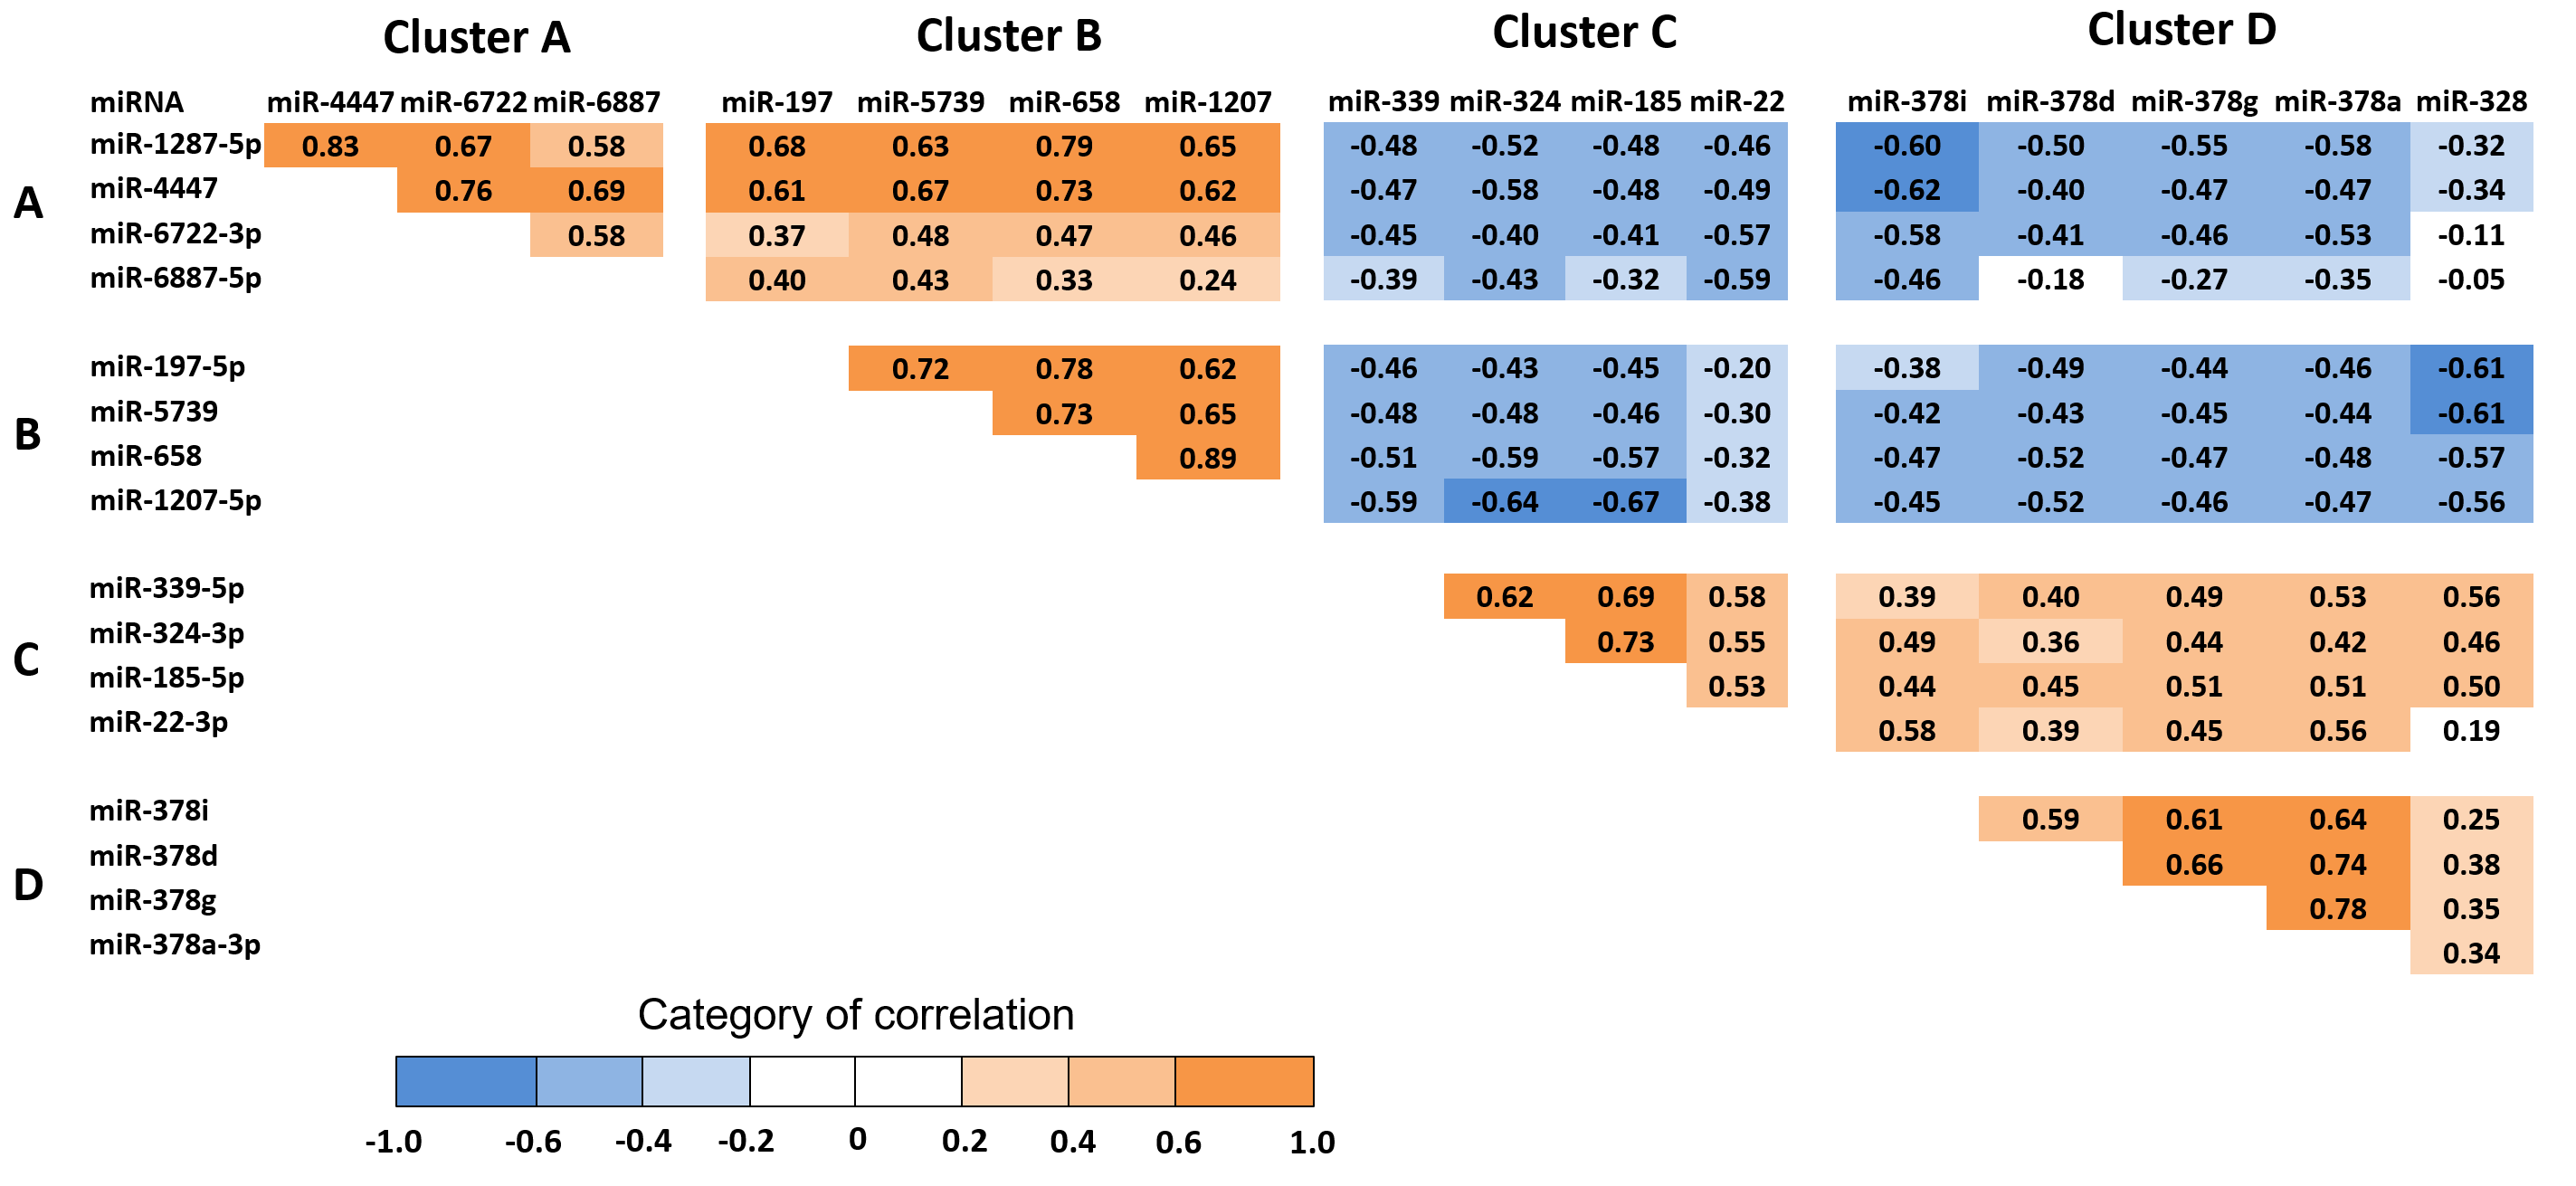 Cluster A Cluster B Cluster C Cluster D
miRNA miR-4447 miR-6722 miR-6887 miR-197 miR-5739 miR-658 miR-1207 miR-339 miR-324 miR-185 miR-22 miR-378i miR-378d miR-378g miR-378a miR-328
miR-1287-5p 0.83 0.67 0.58 0.68 0.63 0.79 0.65 -0.48 -0.52 -0.48 -0.46 -0.60 -0.50 -0.55 -0.58 -0.32
A
miR-4447 0.76 0.69 0.61 0.67 0.73 0.62 -0.47 -0.58 -0.48 -0.49 -0.62 -0.40 -0.47 -0.47 -0.34
miR-6722-3p 0.58 0.37 0.48 0.47 0.46 -0.45 -0.40 -0.41 -0.57 -0.58 -0.41 -0.46 -0.53 -0.11
miR-6887-5p 0.40 0.43 0.33 0.24 -0.39 -0.43 -0.32 -0.59 -0.46 -0.18 -0.27 -0.35 -0.05
miR-197-5p 0.72 0.78 0.62 -0.46 -0.43 -0.45 -0.20 -0.38 -0.49 -0.44 -0.46 -0.61
B
miR-5739 0.73 0.65 -0.48 -0.48 -0.46 -0.30 -0.42 -0.43 -0.45 -0.44 -0.61
miR-658 0.89 -0.51 -0.59 -0.57 -0.32 -0.47 -0.52 -0.47 -0.48 -0.57
miR-1207-5p -0.59 -0.64 -0.67 -0.38 -0.45 -0.52 -0.46 -0.47 -0.56
miR-339-5p 0.62 0.69 0.58 0.39 0.40 0.49 0.53 0.56
C
miR-324-3p 0.73 0.55 0.49 0.36 0.44 0.42 0.46
miR-185-5p 0.53 0.44 0.45 0.51 0.51 0.50
miR-22-3p 0.58 0.39 0.45 0.56 0.19
miR-378i 0.59 0.61 0.64 0.25
D
miR-378d 0.66 0.74 0.38
miR-378g 0.78 0.35
miR-378a-3p 0.34
Category of correlation
-1.0 -0.6 -0.4 -0.2 0 0.2 0.4 0.6 1.0